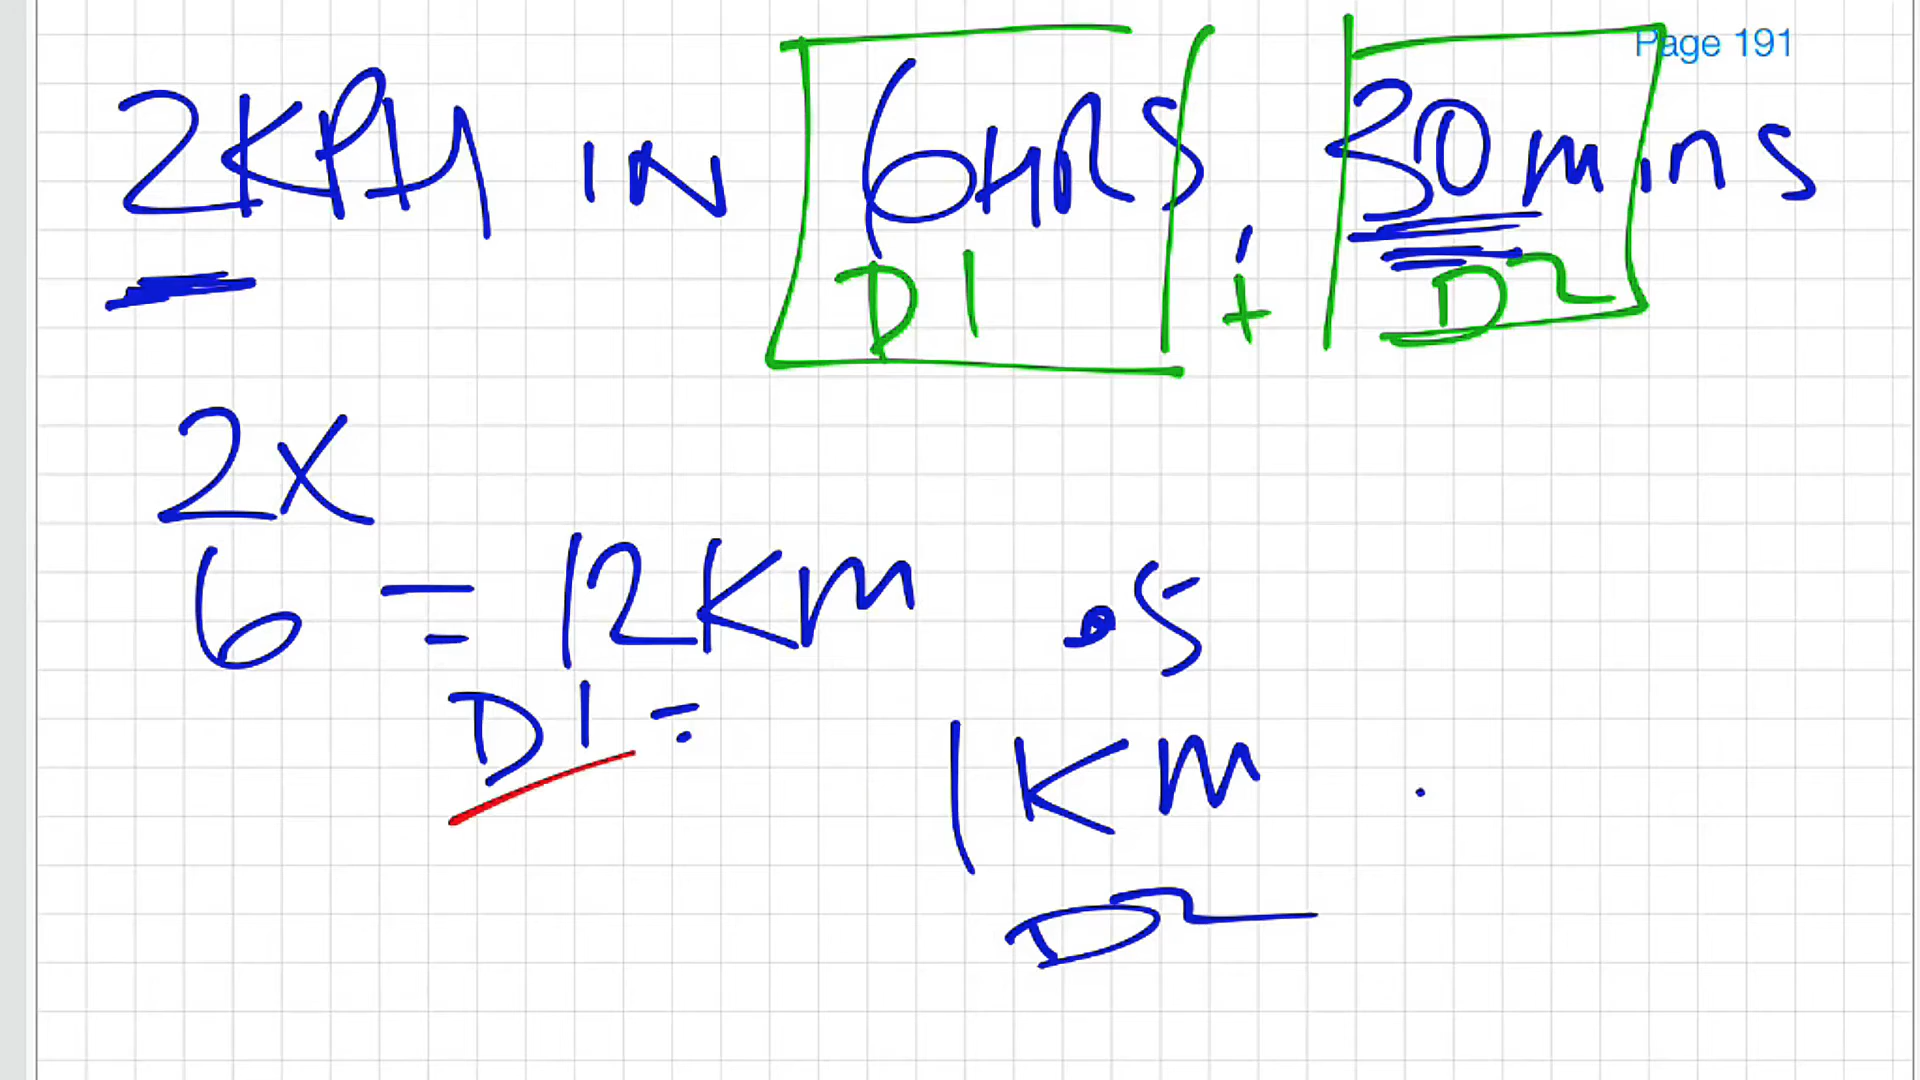 Page 191
2KPH IN 6HRS : 30mins
D1 + D2
2x
6 = 12KM .5
D1 =
1KM .
D2